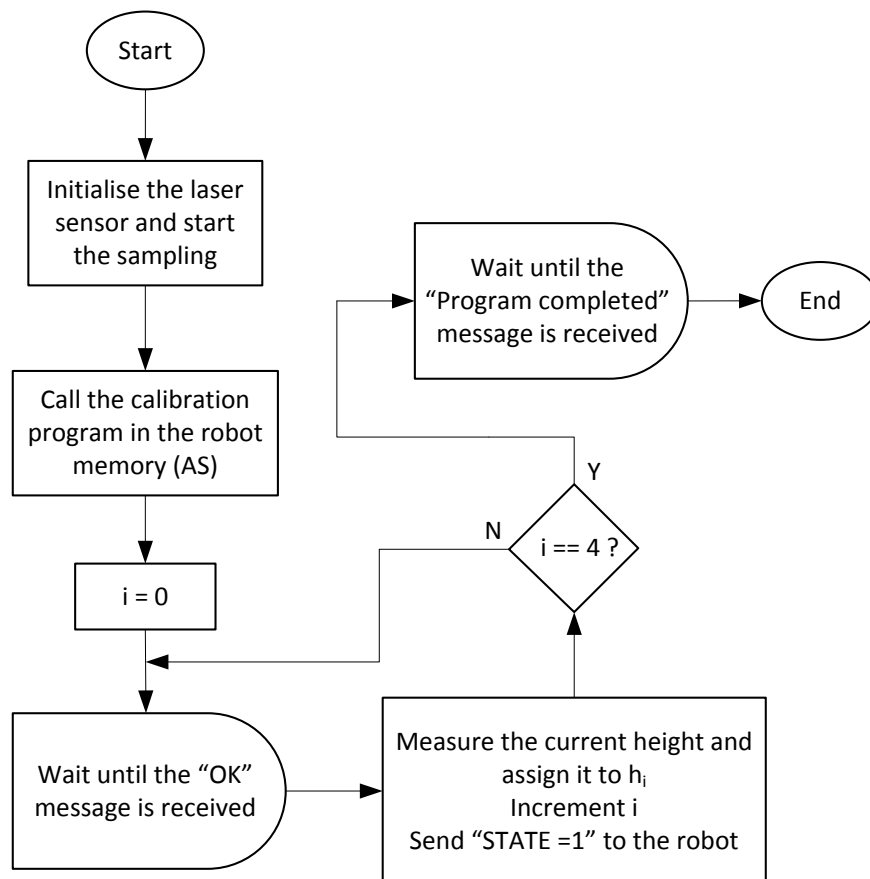 Start
Initialise the laser
sensor and start
the sampling
Call the calibration
program in the robot
memory (AS)
i = 0
Wait until the “OK”
message is received
Measure the current height and
assign it to hᵢ
Increment i
Send “STATE =1” to the robot
i == 4 ?
N
Y
Wait until the
“Program completed”
message is received
End